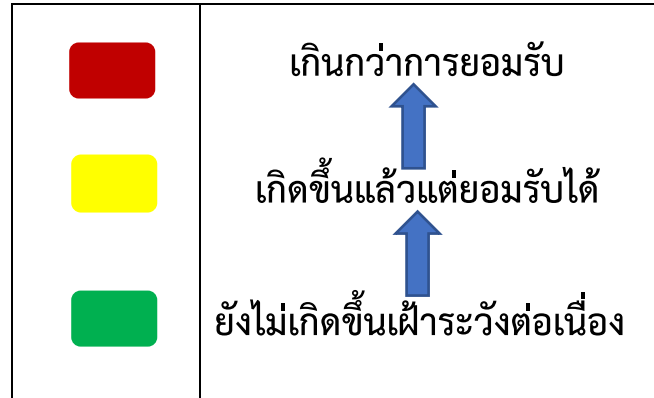 เกินกว่าการยอมรับ
เกิดขึ้นแล้วแต่ยอมรับได้
ยังไม่เกิดขึ้นเฝ้าระวังต่อเนื่อง